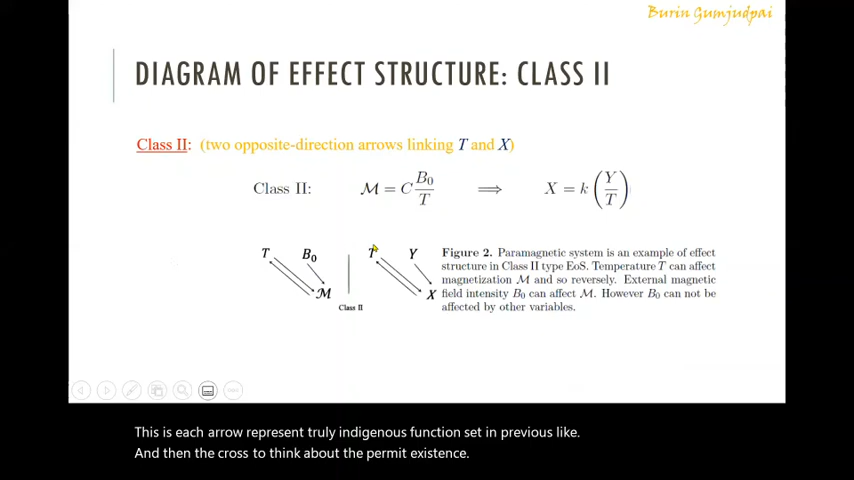 Burin Gumjudpai
DIAGRAM OF EFFECT STRUCTURE: CLASS II
Class II: (two opposite-direction arrows linking T and X)
Class II: ℳ = C B₀/T ⟹ X = k (Y/T)
T B₀ T Y
ℳ X
Class II
Figure 2. Paramagnetic system is an example of effect
structure in Class II type EoS. Temperature T can affect
magnetization ℳ and so reversely. External magnetic
field intensity B₀ can affect ℳ. However B₀ can not be
affected by other variables.
This is each arrow represent truly indigenous function set in previous like.
And then the cross to think about the permit existence.